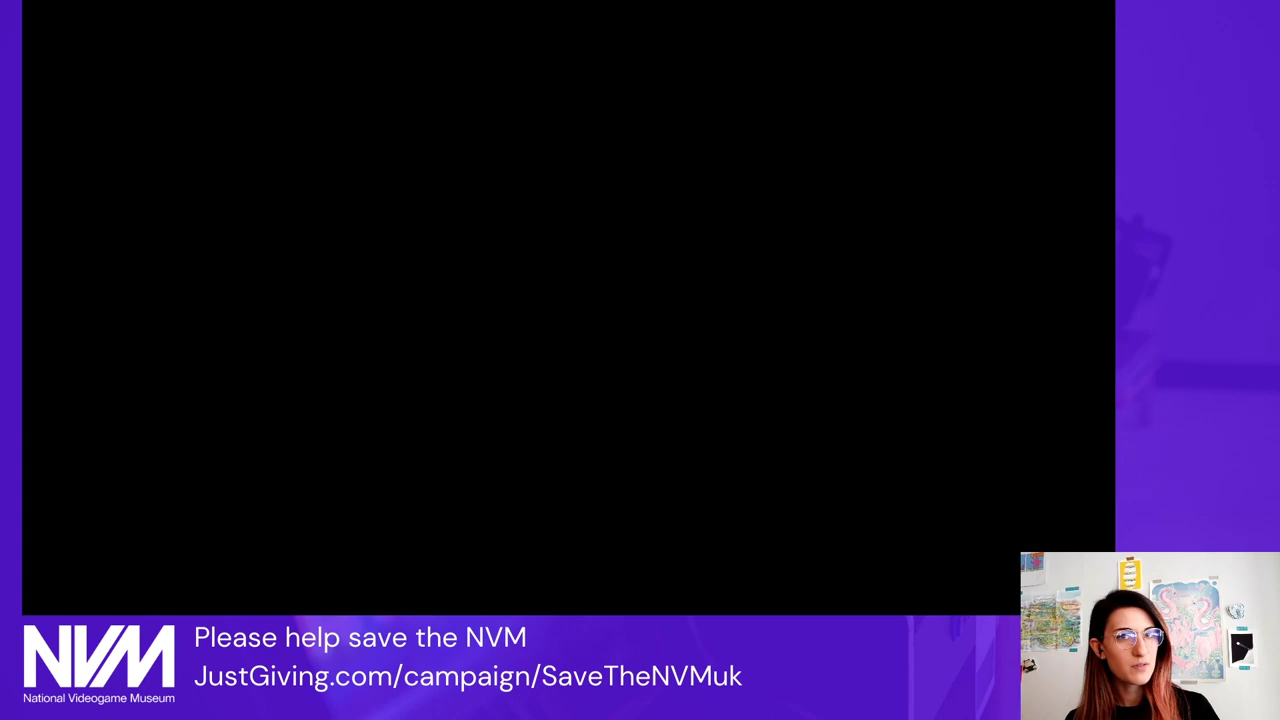 NVM
National Videogame Museum
Please help save the NVM
JustGiving.com/campaign/SaveTheNVMuk